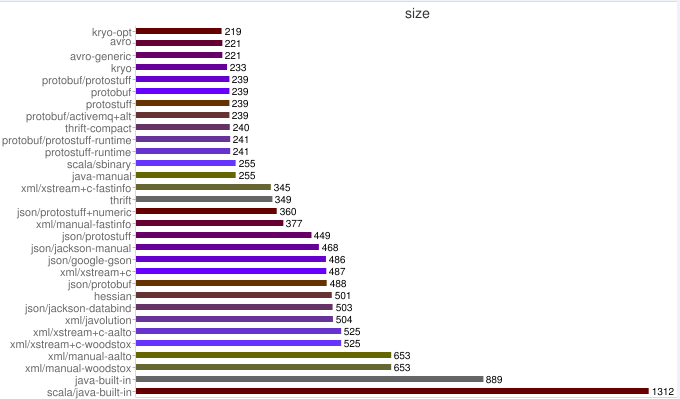 size
kryo-opt 219
avro 221
avro-generic 221
kryo 233
protobuf/protostuff 239
protobuf 239
protostuff 239
protobuf/activemq+alt 239
thrift-compact 240
protobuf/protostuff-runtime 241
protostuff-runtime 241
scala/sbinary 255
java-manual 255
xml/xstream+c-fastinfo 345
thrift 349
json/protostuff+numeric 360
xml/manual-fastinfo 377
json/protostuff 449
json/jackson-manual 468
json/google-gson 486
xml/xstream+c 487
json/protobuf 488
hessian 501
json/jackson-databind 503
xml/javolution 504
xml/xstream+c-aalto 525
xml/xstream+c-woodstox 525
xml/manual-aalto 653
xml/manual-woodstox 653
java-built-in 889
scala/java-built-in 1312